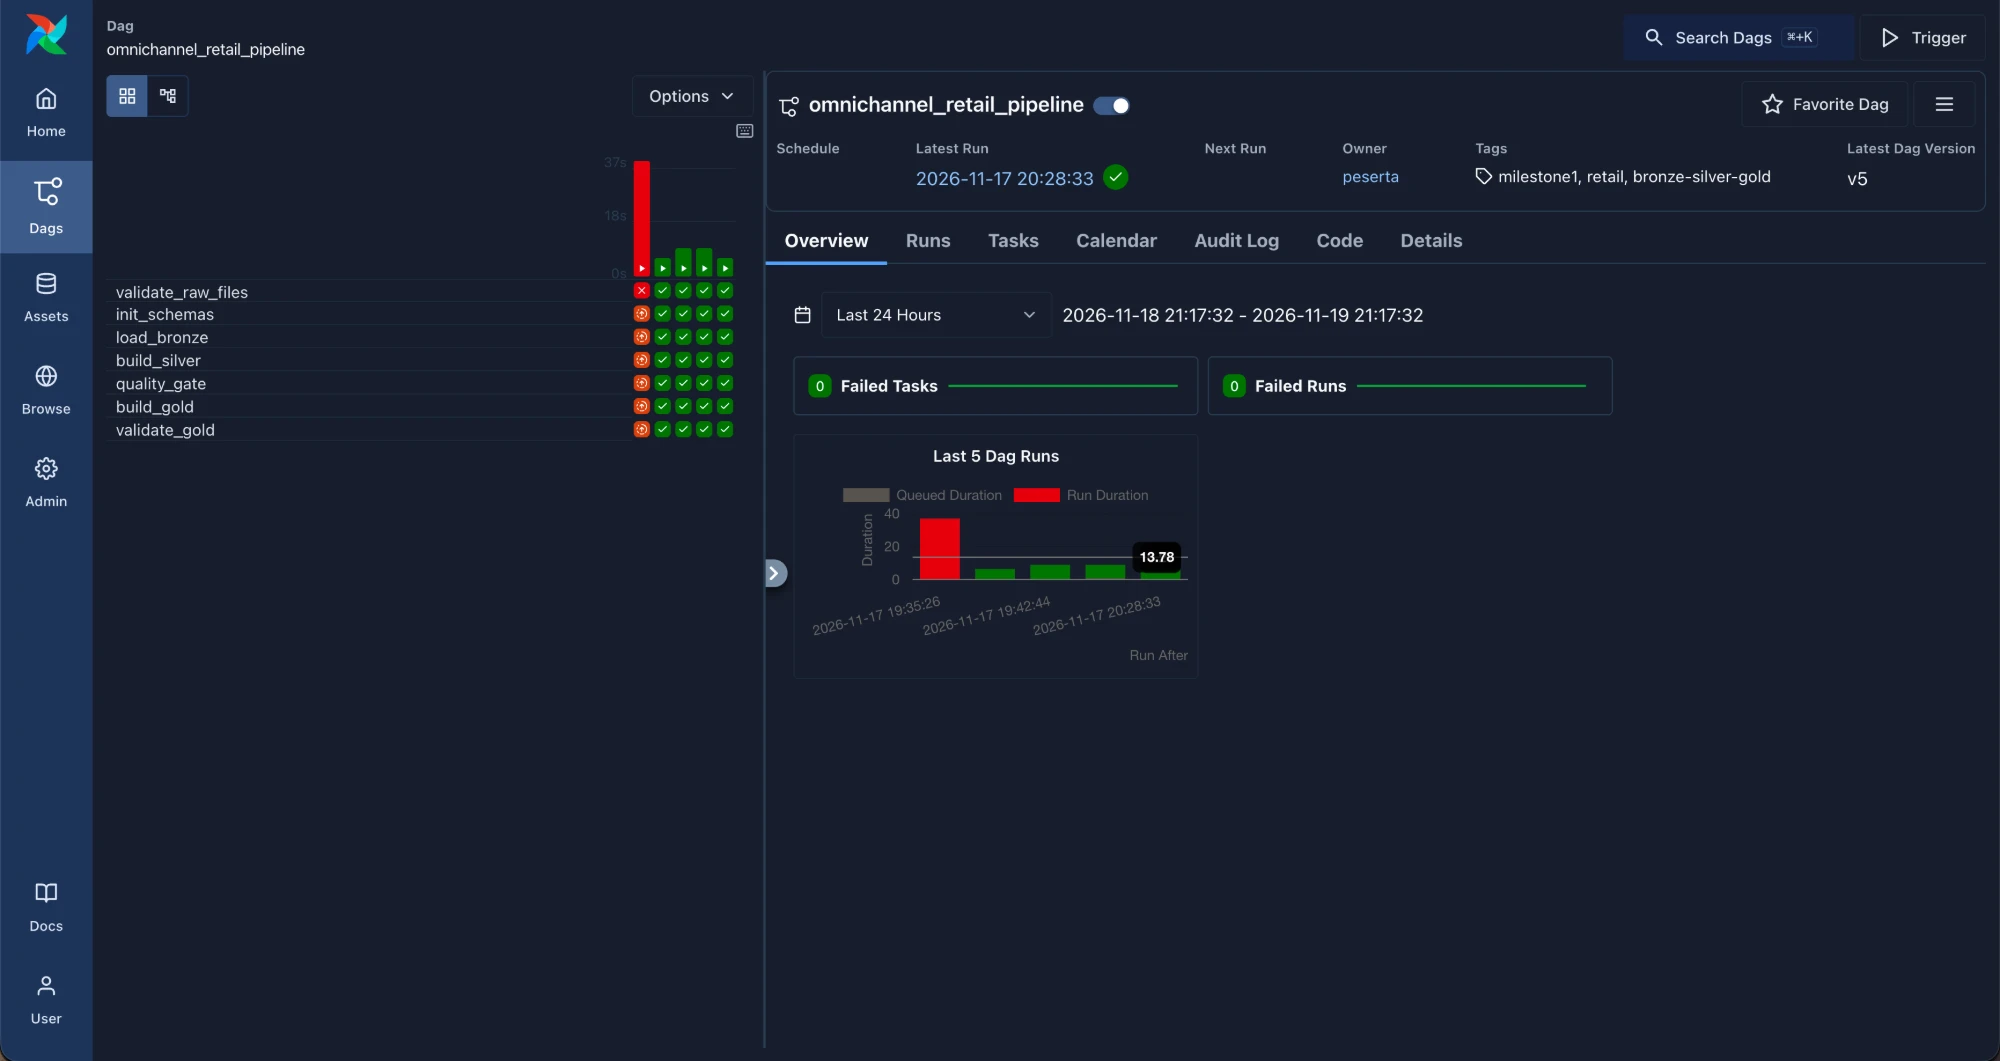 Dag
omnichannel_retail_pipeline
Search Dags ⌘+K
Trigger
Home
Dags
Assets
Browse
Admin
Docs
User
Options
37s
18s
0s
validate_raw_files
init_schemas
load_bronze
build_silver
quality_gate
build_gold
validate_gold
omnichannel_retail_pipeline
Favorite Dag
Schedule
Latest Run
2026-11-17 20:28:33
Next Run
Owner
peserta
Tags
milestone1, retail, bronze-silver-gold
Latest Dag Version
v5
Overview Runs Tasks Calendar Audit Log Code Details
Last 24 Hours
2026-11-18 21:17:32 - 2026-11-19 21:17:32
0 Failed Tasks
0 Failed Runs
Last 5 Dag Runs
Queued Duration Run Duration
Duration
40
20
0
13.78
2026-11-17 19:35:26
2026-11-17 19:42:44
2026-11-17 20:28:33
Run After